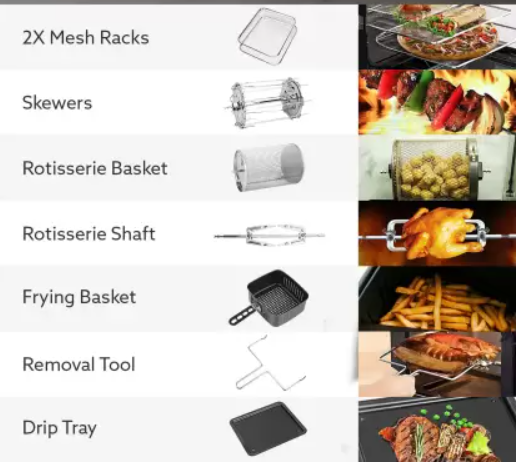 2X Mesh Racks
Skewers
Rotisserie Basket
Rotisserie Shaft
Frying Basket
Removal Tool
Drip Tray